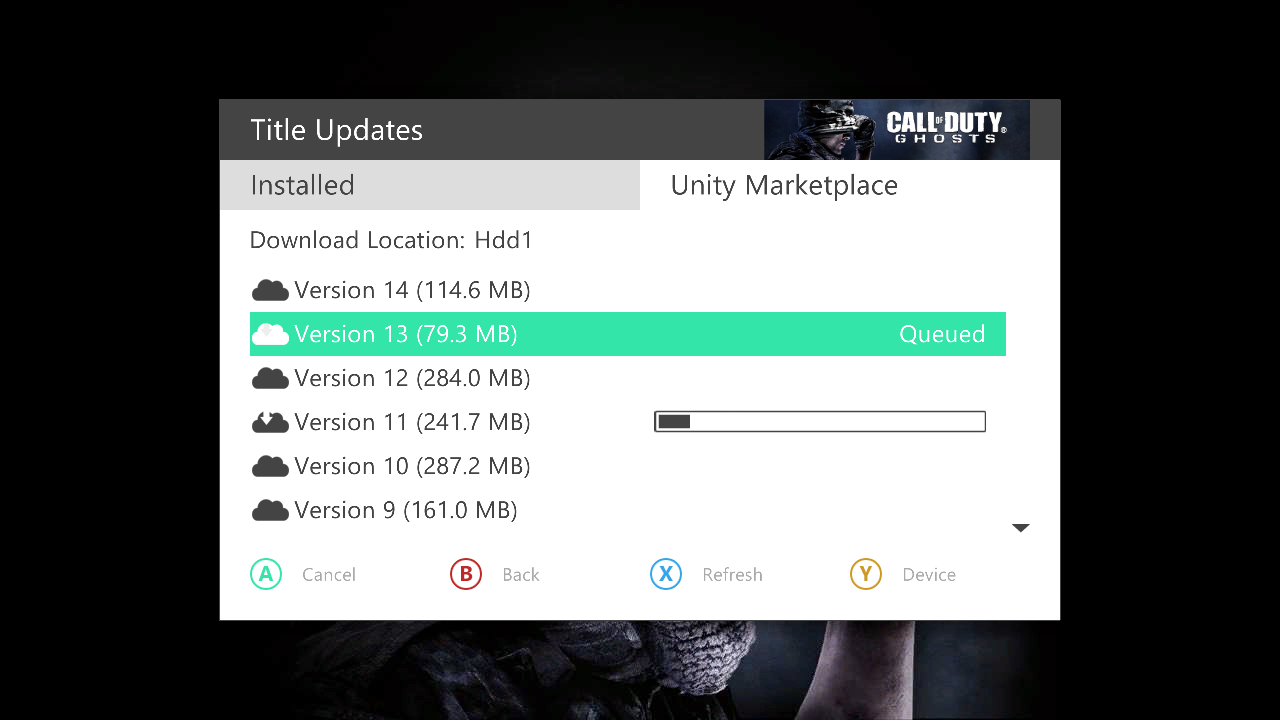 Title Updates
CALL OF DUTY®
GHOSTS
Installed
Unity Marketplace
Download Location: Hdd1
Version 14 (114.6 MB)
Version 13 (79.3 MB) Queued
Version 12 (284.0 MB)
Version 11 (241.7 MB)
Version 10 (287.2 MB)
Version 9 (161.0 MB)
A Cancel B Back X Refresh Y Device